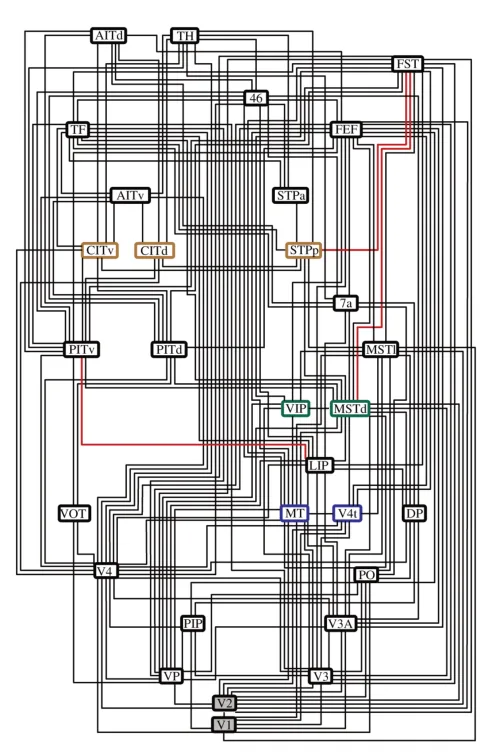 AITd
TH
FST
46
TF
FEF
AITv
STPa
CITv
CITd
STPp
7a
PITv
PITd
MSTl
VIP
MSTd
LIP
VOT
MT
V4t
DP
V4
PO
PIP
V3A
VP
V3
V2
V1